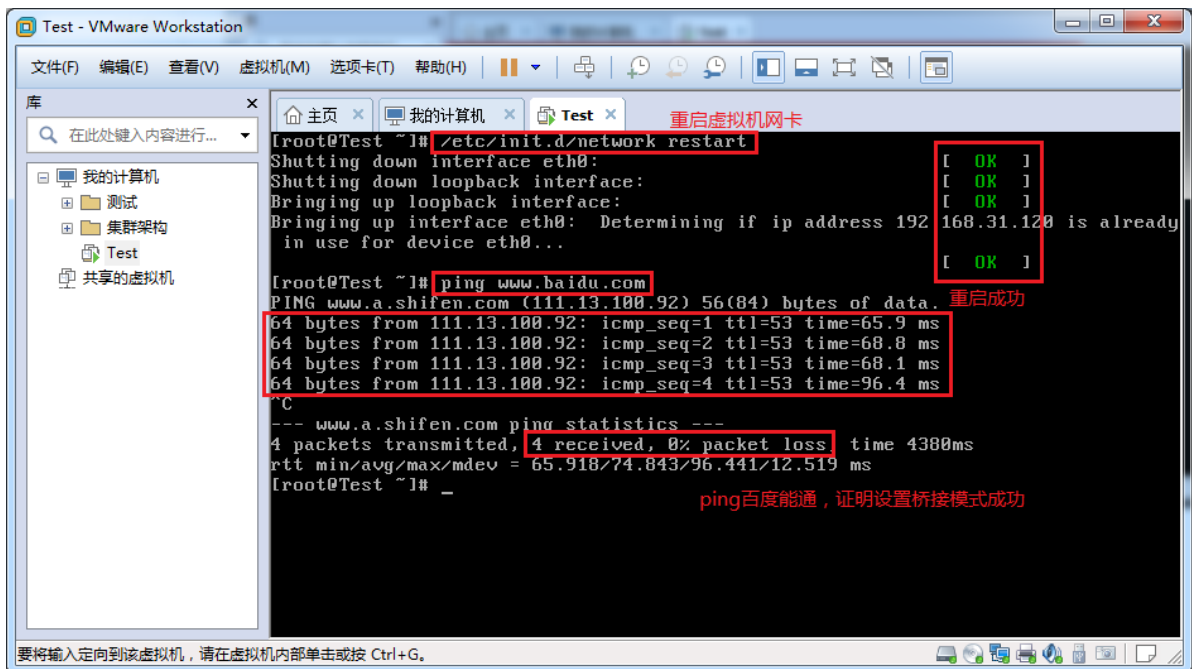 Test - VMware Workstation
文件(F) 编辑(E) 查看(V) 虚拟机(M) 选项卡(T) 帮助(H)
库
在此处键入内容进行...
我的计算机
测试
集群架构
Test
共享的虚拟机
主页 我的计算机 Test
重启虚拟机网卡
[root@Test ~]# /etc/init.d/network restart
Shutting down interface eth0: [ OK ]
Shutting down loopback interface: [ OK ]
Bringing up loopback interface: [ OK ]
Bringing up interface eth0: Determining if ip address 192.168.31.120 is already
in use for device eth0...
[ OK ]
[root@Test ~]# ping www.baidu.com
PING www.a.shifen.com (111.13.100.92) 56(84) bytes of data.
重启成功
64 bytes from 111.13.100.92: icmp_seq=1 ttl=53 time=65.9 ms
64 bytes from 111.13.100.92: icmp_seq=2 ttl=53 time=68.8 ms
64 bytes from 111.13.100.92: icmp_seq=3 ttl=53 time=68.1 ms
64 bytes from 111.13.100.92: icmp_seq=4 ttl=53 time=96.4 ms
^C
--- www.a.shifen.com ping statistics ---
4 packets transmitted, 4 received, 0% packet loss, time 4380ms
rtt min/avg/max/mdev = 65.918/74.843/96.441/12.519 ms
[root@Test ~]# _
ping百度能通，证明设置桥接模式成功
要将输入定向到该虚拟机，请在虚拟机内部单击或按 Ctrl+G。